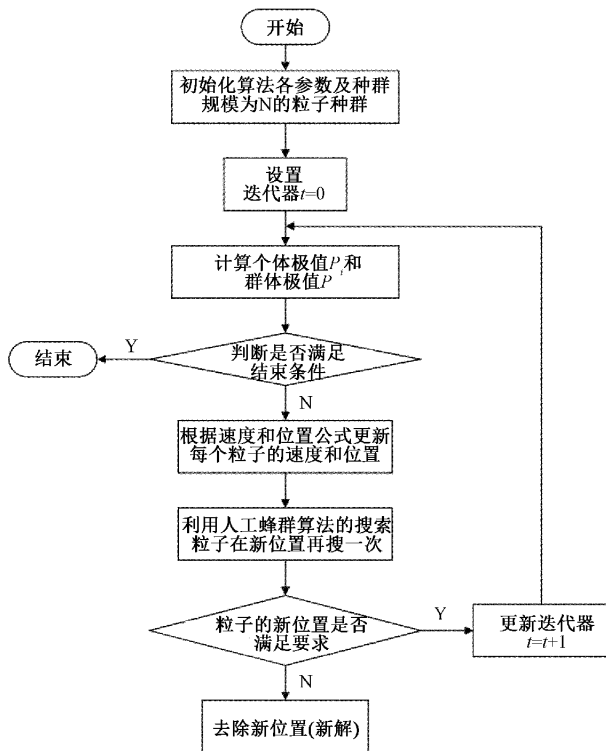 开始
初始化算法各参数及种群
规模为N的粒子种群
设置
迭代器t=0
计算个体极值Pi和
群体极值P
判断是否满足
结束条件
Y
结束
N
根据速度和位置公式更新
每个粒子的速度和位置
利用人工蜂群算法的搜索
粒子在新位置再搜一次
粒子的新位置是否
满足要求
Y
更新迭代器
t=t+1
N
去除新位置(新解)